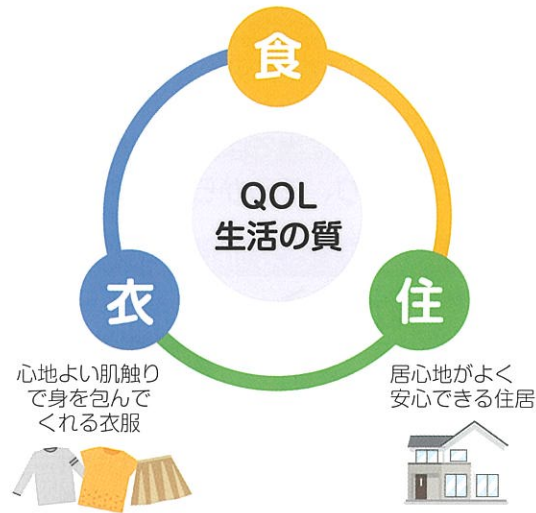 食
QOL
生活の質
衣
住
心地よい肌触り
で身を包んで
くれる衣服
居心地がよく
安心できる住居